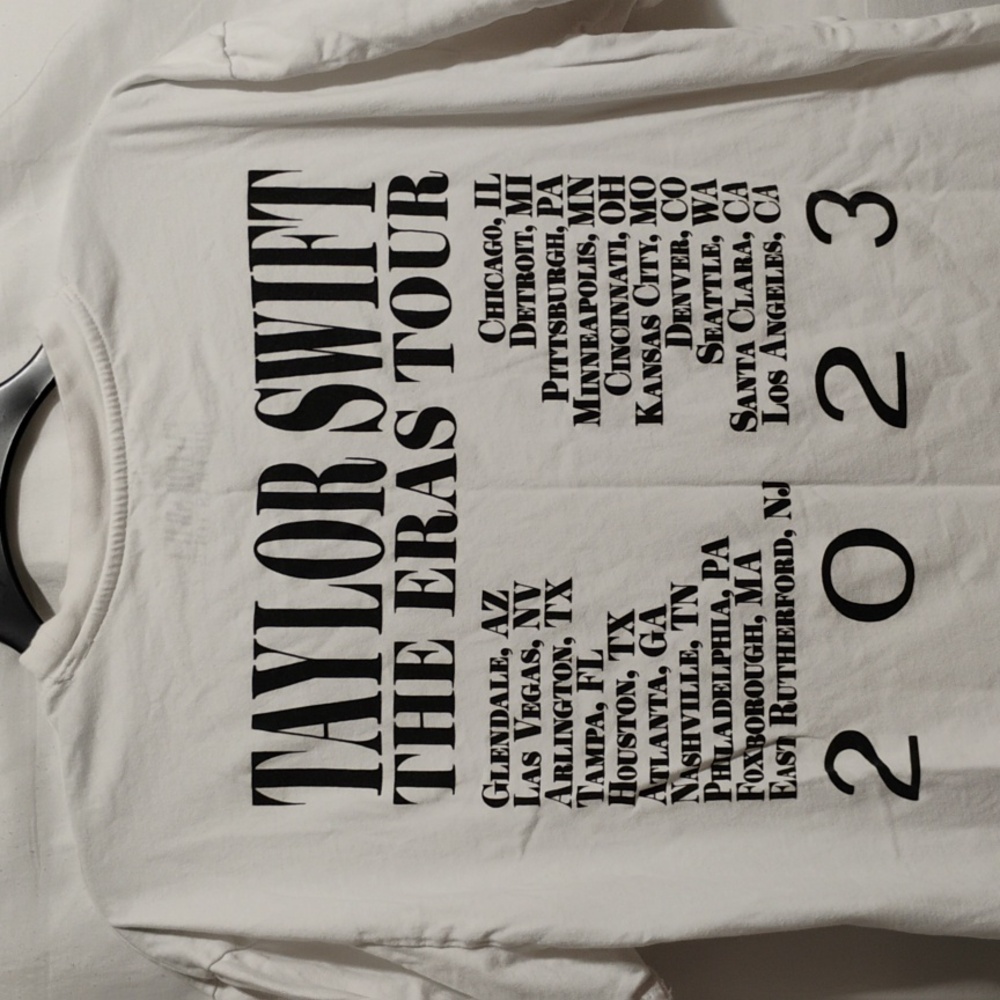 TAYLOR SWIFT
THE ERAS TOUR
GLENDALE, AZ
LAS VEGAS, NV
ARLINGTON, TX
TAMPA, FL
HOUSTON, TX
ATLANTA, GA
NASHVILLE, TN
PHILADELPHIA, PA
FOXBOROUGH, MA
EAST RUTHERFORD, NJ
CHICAGO, IL
DETROIT, MI
PITTSBURGH, PA
MINNEAPOLIS, MN
CINCINNATI, OH
KANSAS CITY, MO
DENVER, CO
SEATTLE, WA
SANTA CLARA, CA
LOS ANGELES, CA
2023